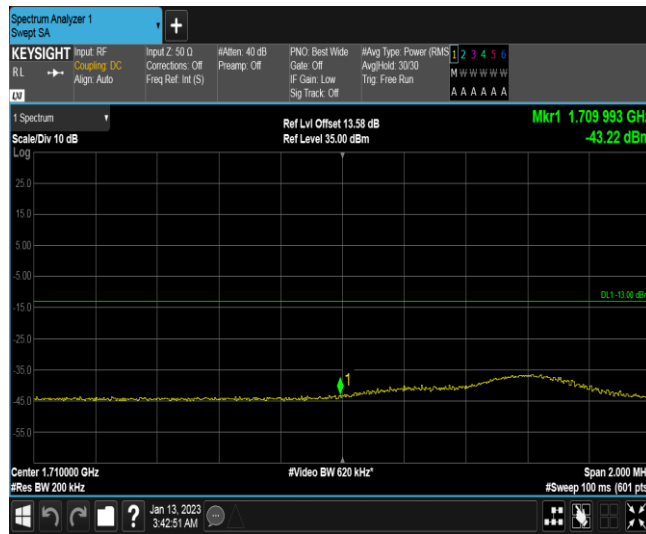 Spectrum Analyzer 1
Swept SA
+
KEYSIGHT Input: RF Input Z: 50 Ω #Atten: 40 dB PNO: Best Wide #Avg Type: Power (RMS 1 2 3 4 5 6
RL Coupling: DC Corrections: Off Preamp: Off Gate: Off Avg|Hold: 30/30 M W W W W W
Align: Auto Freq Ref: Int (S) IF Gain: Low Trig: Free Run
LXI Sig Track: Off A A A A A A
1 Spectrum Ref Lvl Offset 13.58 dB Mkr1 1.709 993 GHz
Scale/Div 10 dB Ref Level 35.00 dBm -43.22 dBm
Log
25.0
15.0
5.00
-5.00
DL1 -13.00 dBm
-15.0
-25.0
-35.0
1
-45.0
-55.0
Center 1.710000 GHz #Video BW 620 kHz* Span 2.000 MH
#Res BW 200 kHz #Sweep 100 ms (601 pts
? Jan 13, 2023
3:42:51 AM